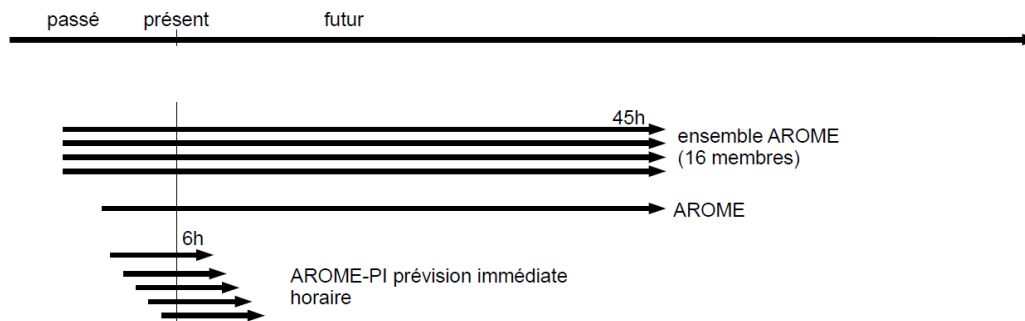 passé présent futur
45h
ensemble AROME
(16 membres)
AROME
6h
AROME-PI prévision immédiate
horaire